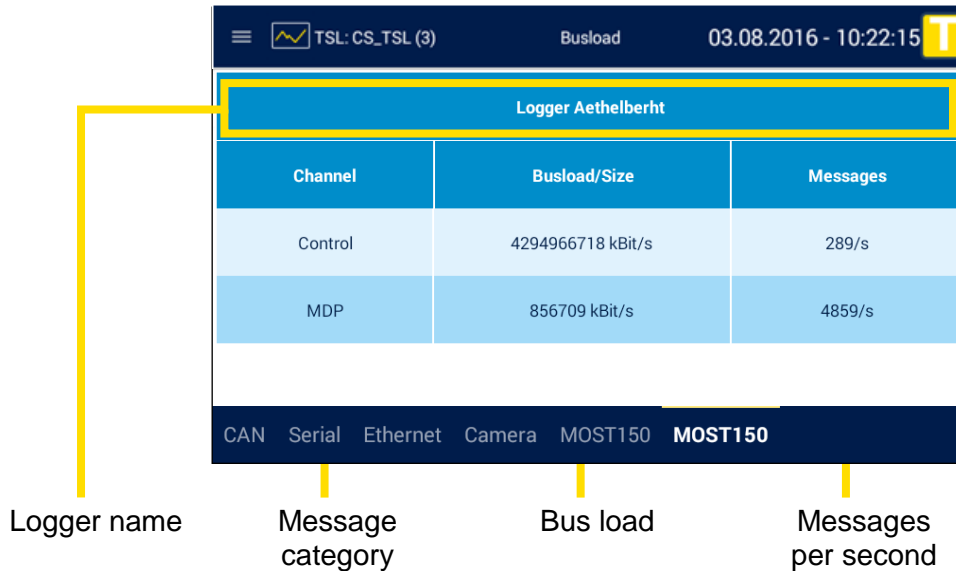 TSL: CS_TSL (3) Busload 03.08.2016 - 10:22:15 T
Logger Aethelberht
Channel Busload/Size Messages
Control 4294966718 kBit/s 289/s
MDP 856709 kBit/s 4859/s
CAN Serial Ethernet Camera MOST150 MOST150
Logger name Message category Bus load Messages per second